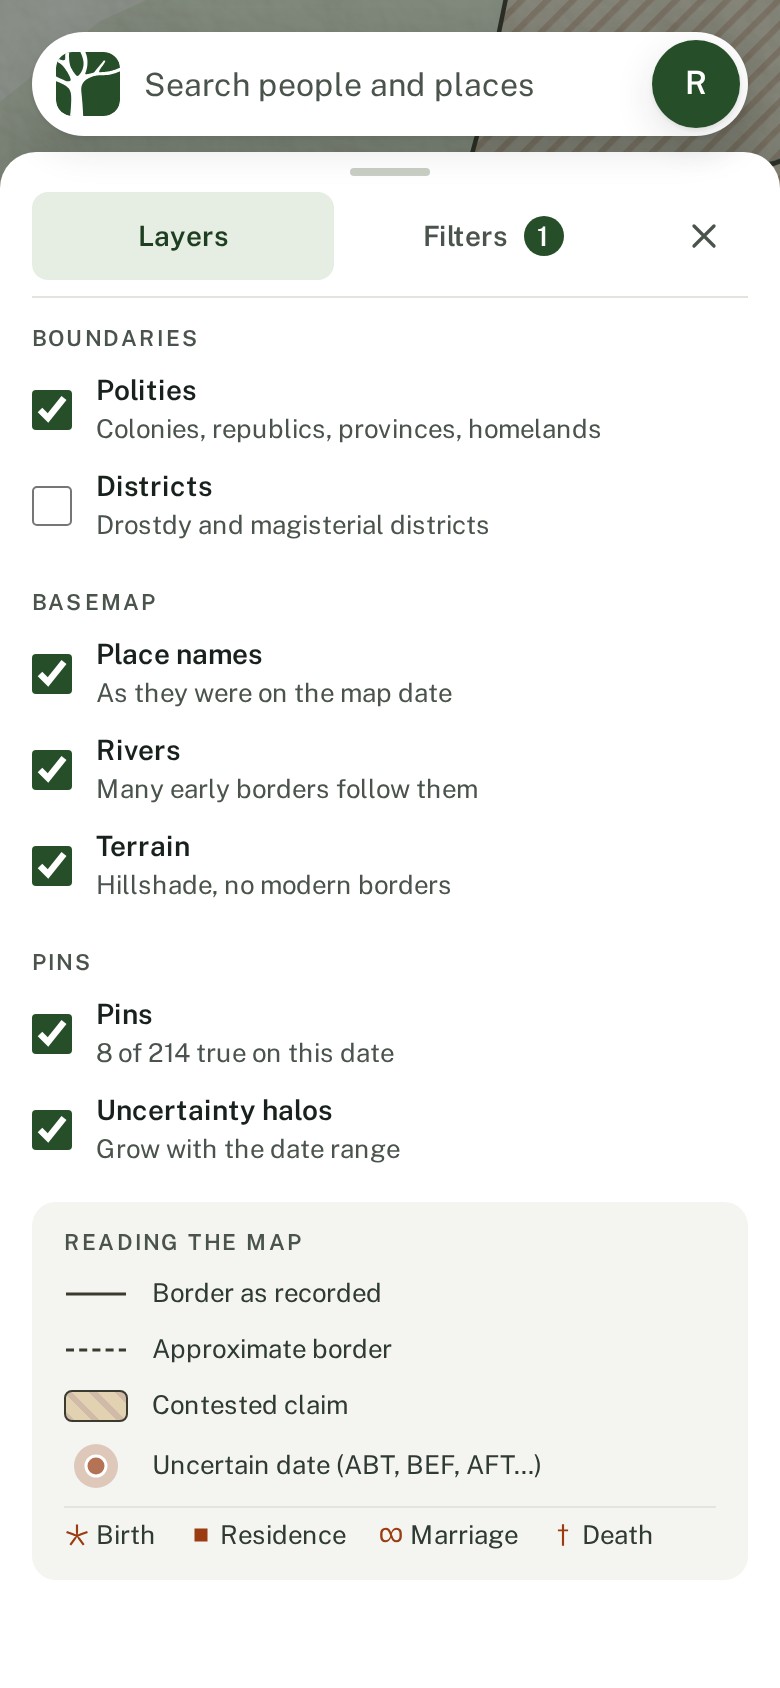 Search people and places
R
Layers
Filters 1
BOUNDARIES
Polities
Colonies, republics, provinces, homelands
Districts
Drostdy and magisterial districts
BASEMAP
Place names
As they were on the map date
Rivers
Many early borders follow them
Terrain
Hillshade, no modern borders
PINS
Pins
8 of 214 true on this date
Uncertainty halos
Grow with the date range
READING THE MAP
Border as recorded
Approximate border
Contested claim
Uncertain date (ABT, BEF, AFT…)
Birth Residence Marriage Death